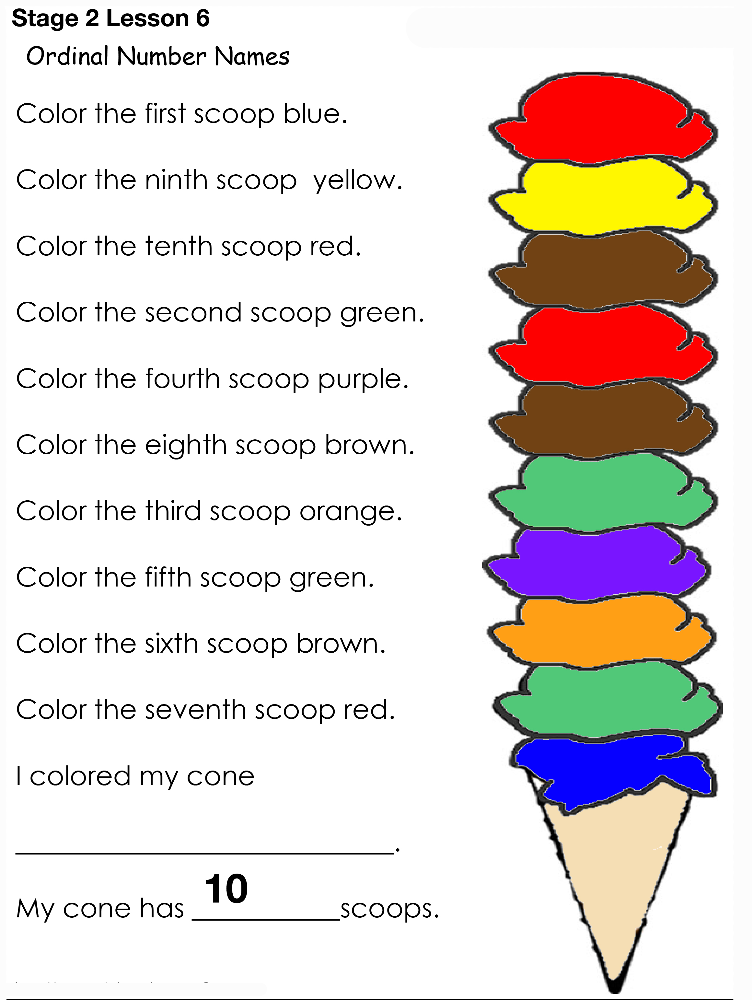 Stage 2 Lesson 6
Ordinal Number Names
Color the first scoop blue.
Color the ninth scoop yellow.
Color the tenth scoop red.
Color the second scoop green.
Color the fourth scoop purple.
Color the eighth scoop brown.
Color the third scoop orange.
Color the fifth scoop green.
Color the sixth scoop brown.
Color the seventh scoop red.
I colored my cone
_________________________.
My cone has 10 scoops.